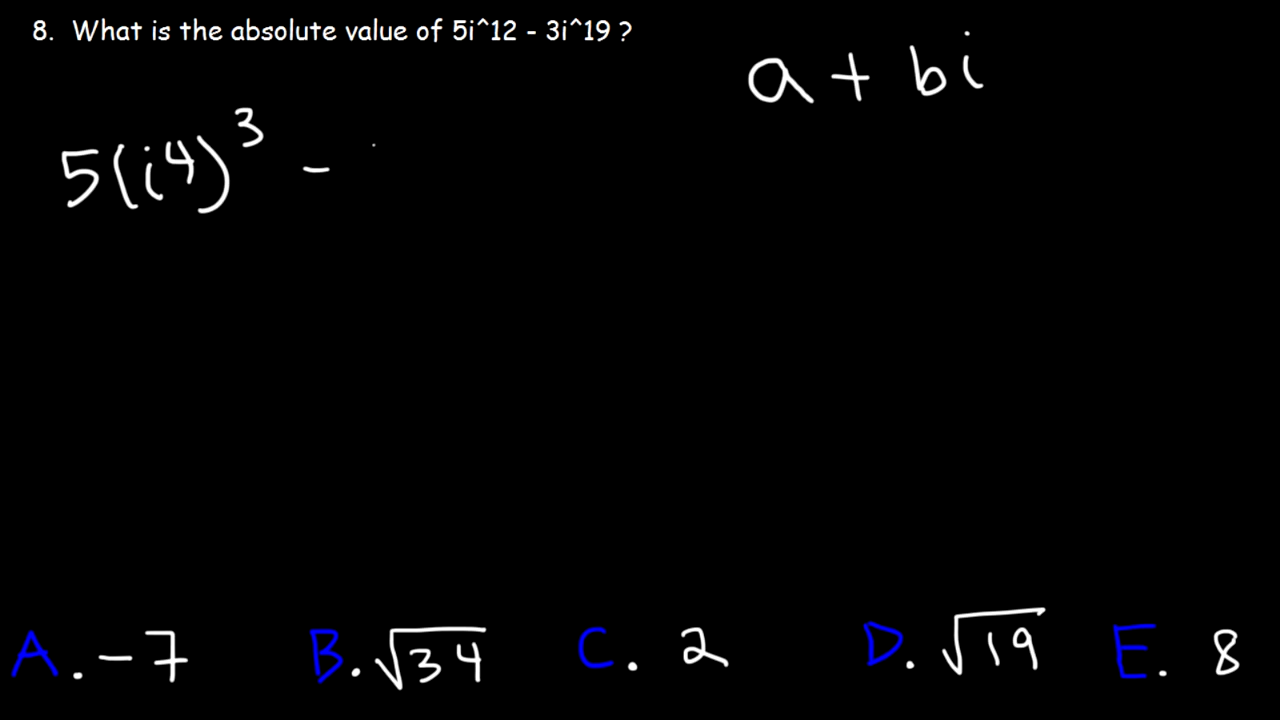 8. What is the absolute value of 5i^12 - 3i^19 ?
a + bi
5(i⁴)³ -
A. -7 B. √34 C. 2 D. √19 E. 8